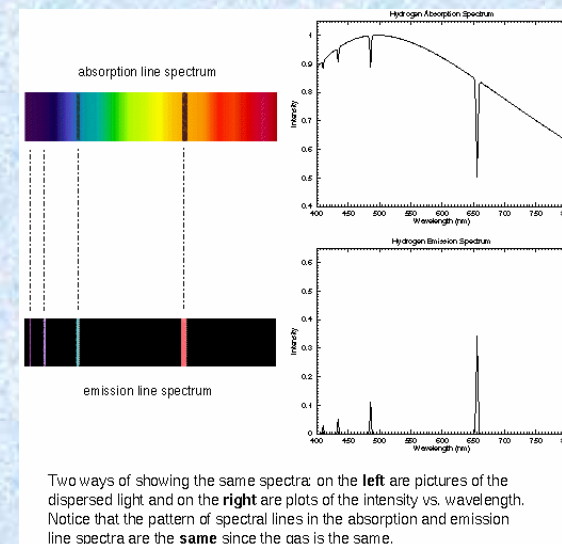 absorption line spectrum
emission line spectrum
Hydrogen Absorption Spectrum
1
0.9
0.8
0.7
0.6
0.5
0.4
Intensity
400 450 500 550 600 650 700 750
Wavelength (nm)
Hydrogen Emission Spectrum
0.6
0.5
0.4
0.3
0.2
0.1
0
Intensity
400 450 500 550 600 650 700 750
Wavelength (nm)
Two ways of showing the same spectra: on the left are pictures of the
dispersed light and on the right are plots of the intensity vs. wavelength.
Notice that the pattern of spectral lines in the absorption and emission
line spectra are the same since the gas is the same.